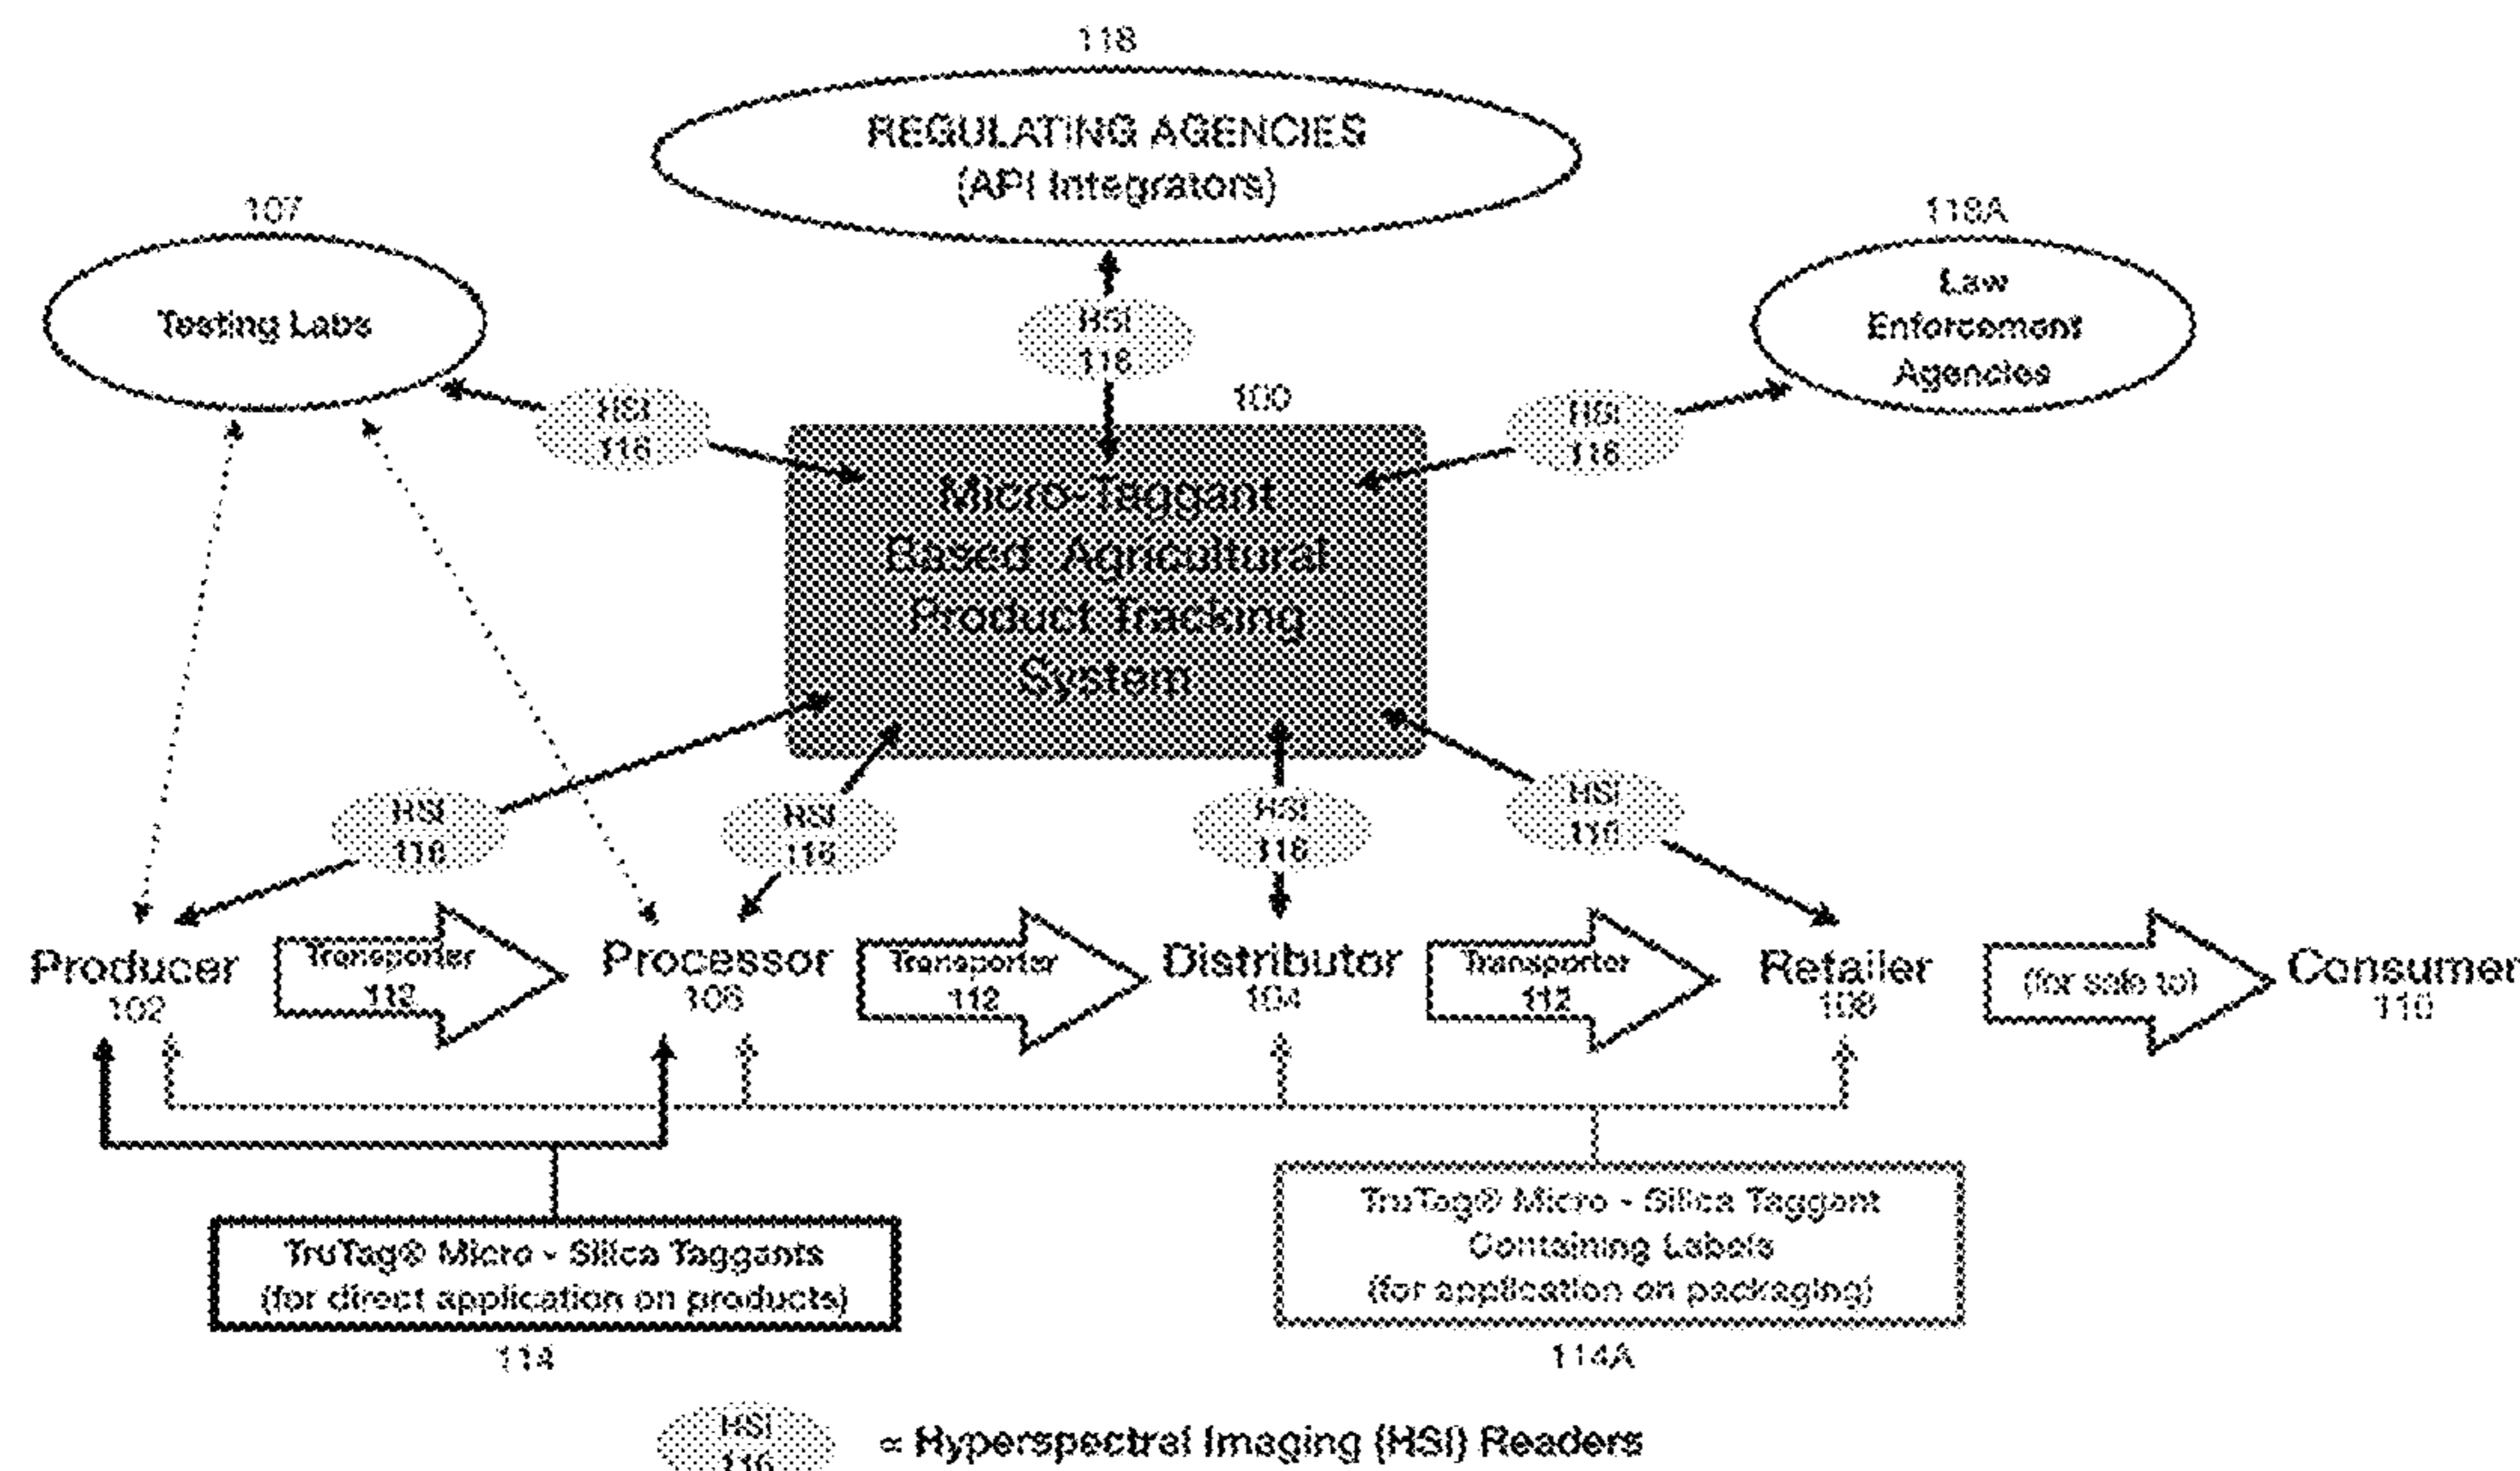 118
REGULATING AGENCIES
(API Integrators)
107
Testing Labs
118A
Law
Enforcement
Agencies
HSI
116
HSI
116
HSI
116
100
Micro-Taggant
Based Agricultural
Product Tracking
System
HSI
116
HSI
116
HSI
116
HSI
116
Producer
102
Transporter
112
Processor
106
Transporter
112
Distributor
104
Transporter
112
Retailer
108
(for sale to)
Consumer
110
TruTag® Micro - Silica Taggants
(for direct application on products)
114
TruTag® Micro - Silica Taggant
Containing Labels
(for application on packaging)
114A
HSI
116
= Hyperspectral Imaging (HSI) Readers